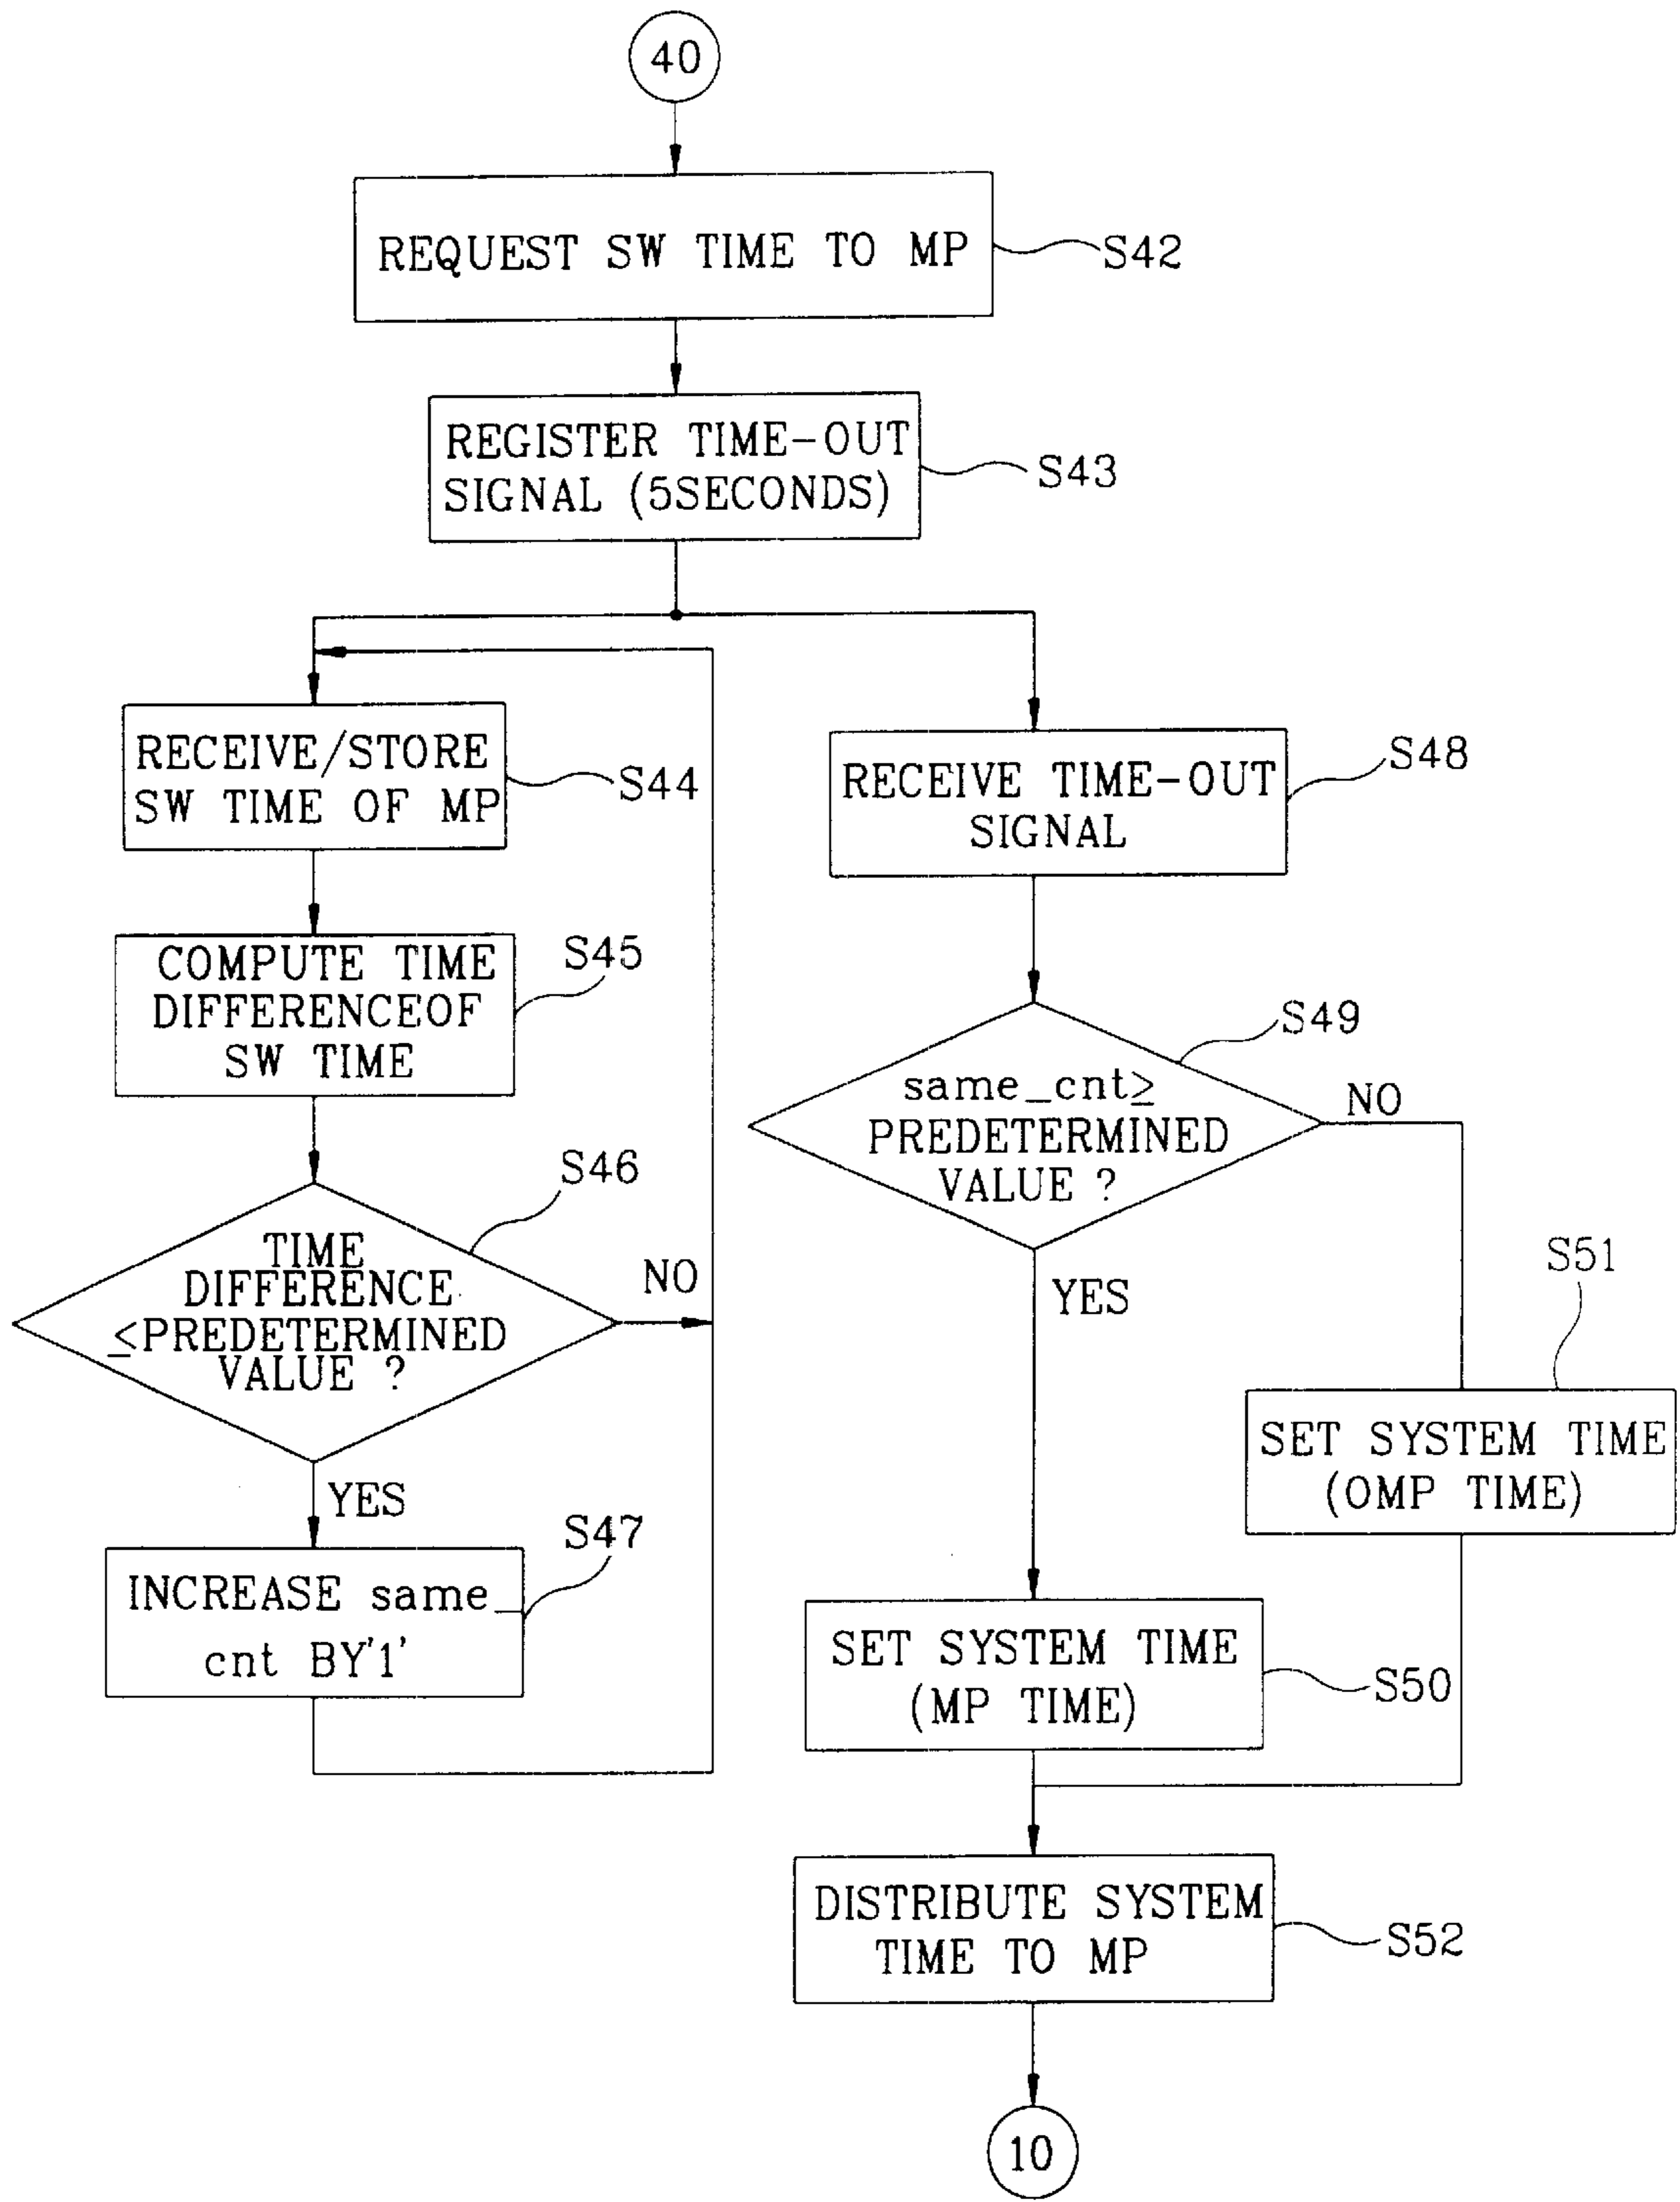 40
REQUEST SW TIME TO MP
S42
REGISTER TIME-OUT
SIGNAL (5SECONDS)
S43
RECEIVE/STORE
SW TIME OF MP
S44
COMPUTE TIME
DIFFERENCEOF
SW TIME
S45
TIME
DIFFERENCE
≤PREDETERMINED
VALUE ?
S46
NO
YES
INCREASE same_
cnt BY'1'
S47
RECEIVE TIME-OUT
SIGNAL
S48
same_cnt≥
PREDETERMINED
VALUE ?
S49
NO
YES
SET SYSTEM TIME
(OMP TIME)
S51
SET SYSTEM TIME
(MP TIME)
S50
DISTRIBUTE SYSTEM
TIME TO MP
S52
10